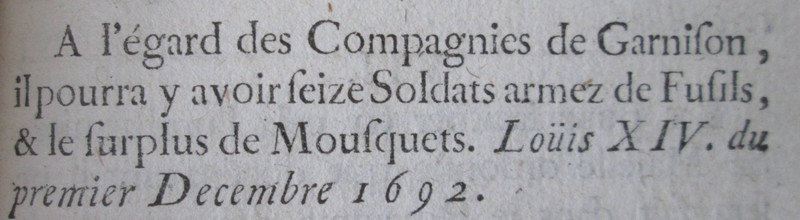 A l'égard des Compagnies de Garniſon,
il pourra y avoir ſeize Soldats armez de Fuſils,
& le ſurplus de Mouſquets. Loüis XIV. du
premier Decembre 1692.